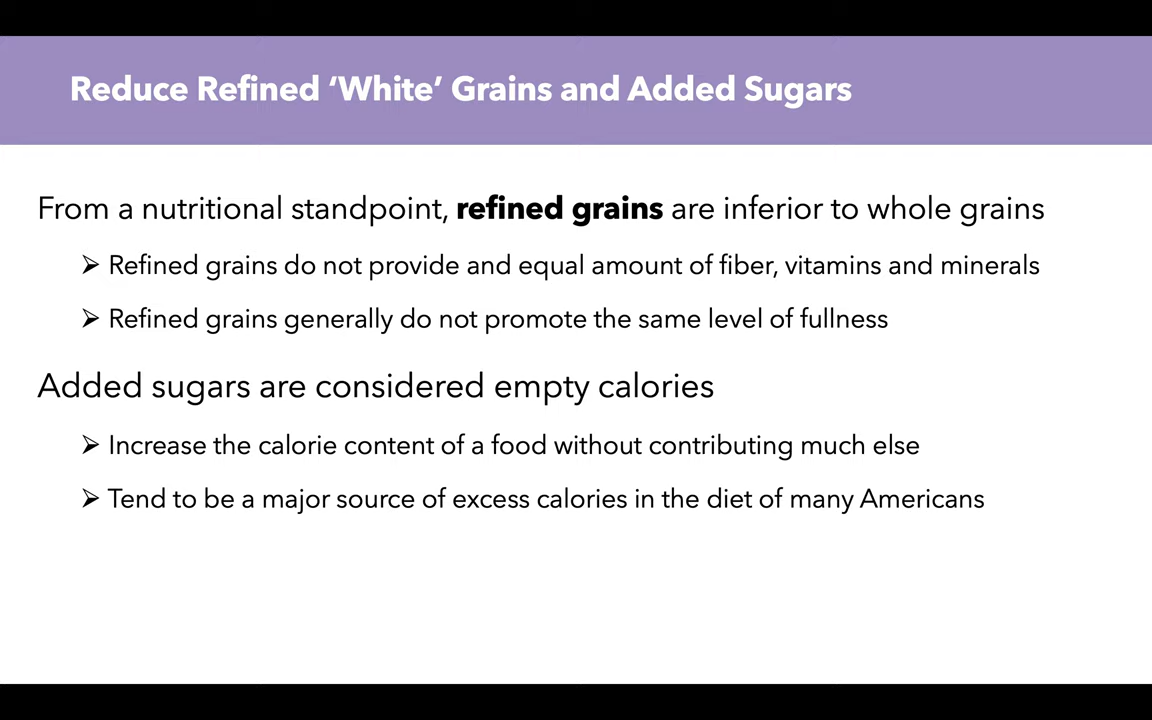 Reduce Refined ‘White’ Grains and Added Sugars
From a nutritional standpoint, refined grains are inferior to whole grains
➢ Refined grains do not provide and equal amount of fiber, vitamins and minerals
➢ Refined grains generally do not promote the same level of fullness
Added sugars are considered empty calories
➢ Increase the calorie content of a food without contributing much else
➢ Tend to be a major source of excess calories in the diet of many Americans